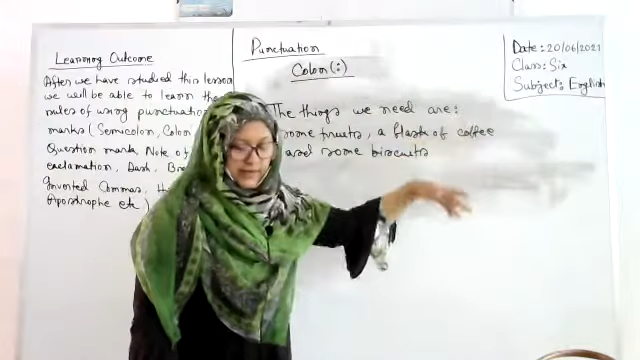 Learning Outcome
After we have studied this lesson
we will be able to learn the
rules of using punctuation
marks (Semicolon, Colon
Question mark, Note of
exclamation, Dash,
Inverted Commas,
Apostrophe etc)
Punctuation
Colon (:)
The things we need are:
some fruits, a flask of coffee
and some biscuits
Date: 20/06/2021
Class: Six
Subject: English